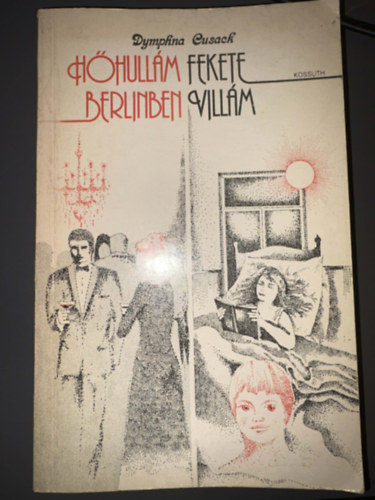 Dymphna Cusack
HŐHULLÁM FEKETE
BERLINBEN VILLÁM
KOSSUTH